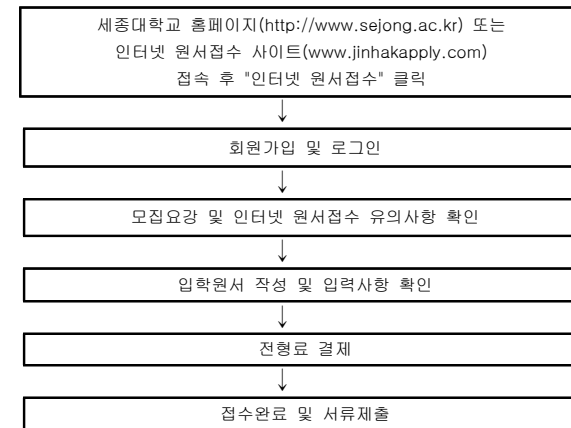 세종대학교 홈페이지(http://www.sejong.ac.kr) 또는
인터넷 원서접수 사이트(www.jinhakapply.com)
접속 후 "인터넷 원서접수" 클릭
↓
회원가입 및 로그인
↓
모집요강 및 인터넷 원서접수 유의사항 확인
↓
입학원서 작성 및 입력사항 확인
↓
전형료 결제
↓
접수완료 및 서류제출